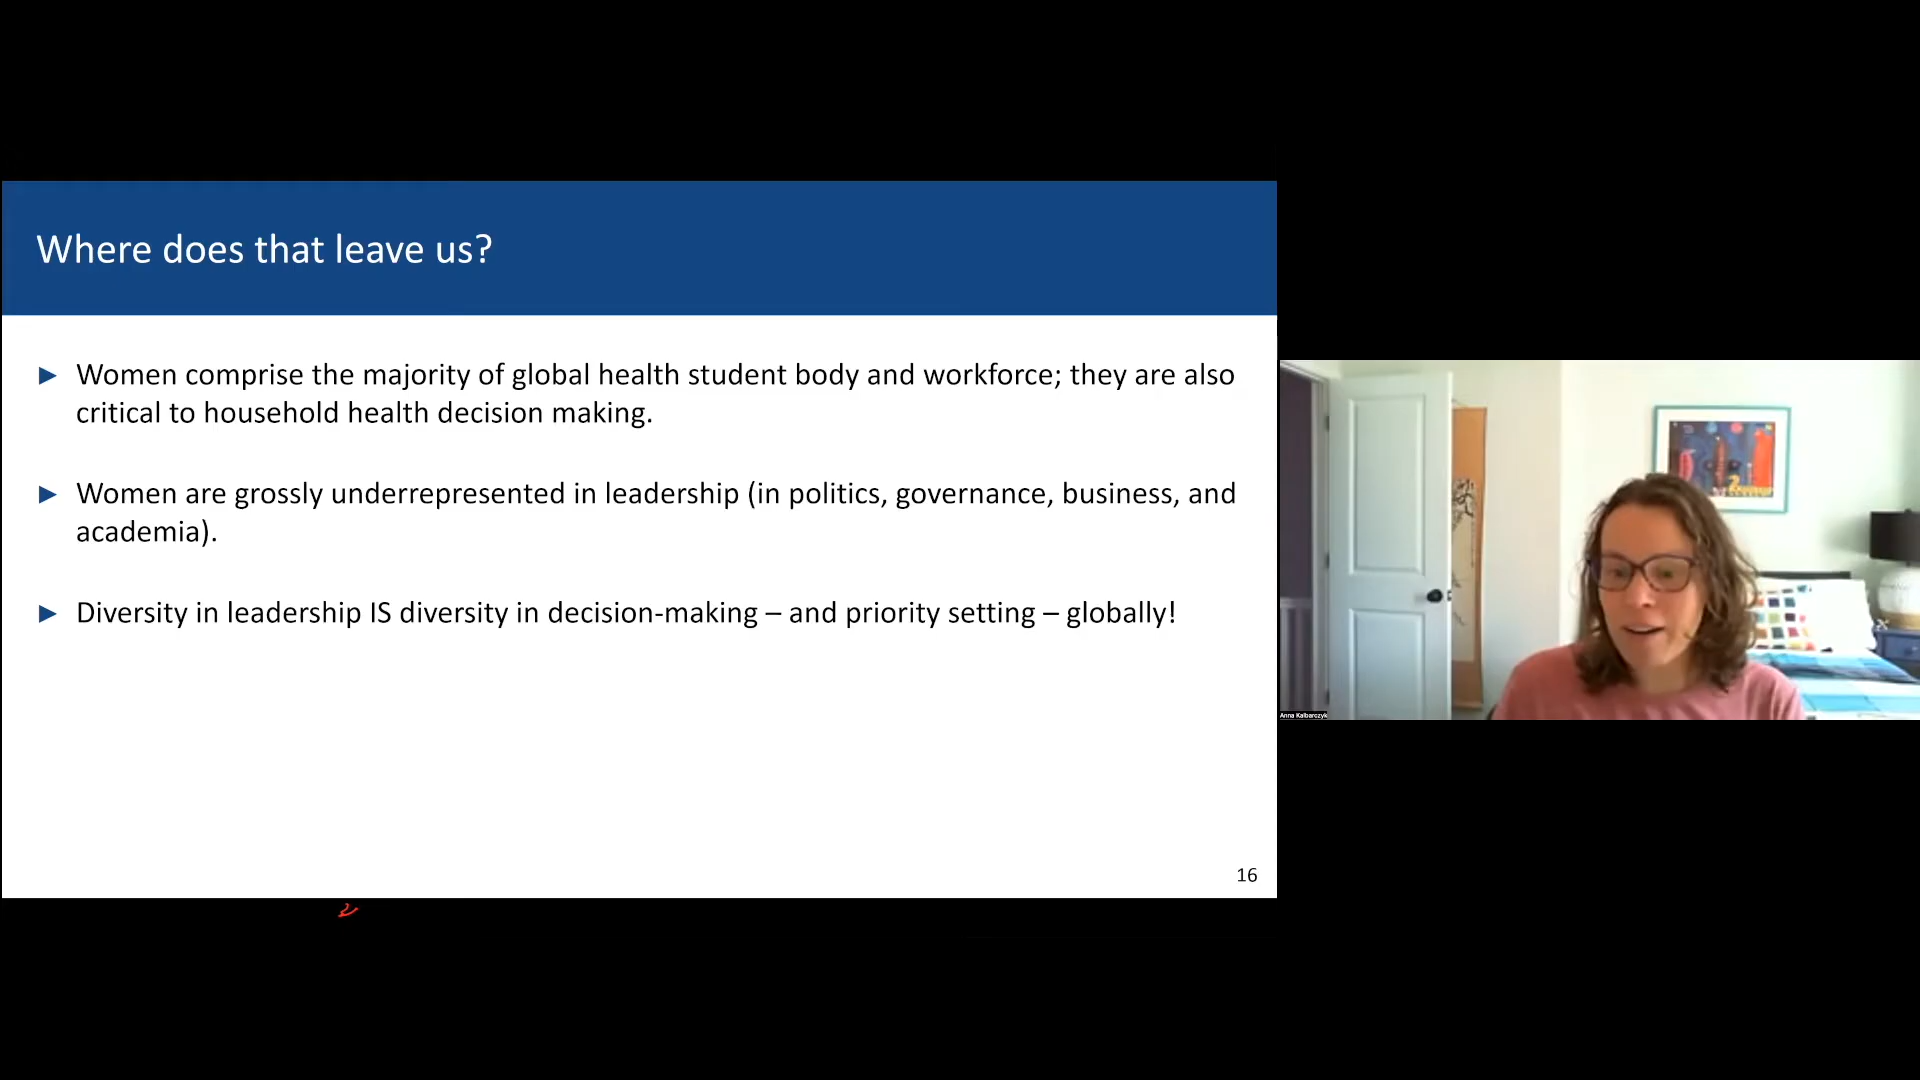 Where does that leave us?
Women comprise the majority of global health student body and workforce; they are also
critical to household health decision making.
Women are grossly underrepresented in leadership (in politics, governance, business, and
academia).
Diversity in leadership IS diversity in decision-making – and priority setting – globally!
16
Anna Kalbarczyk